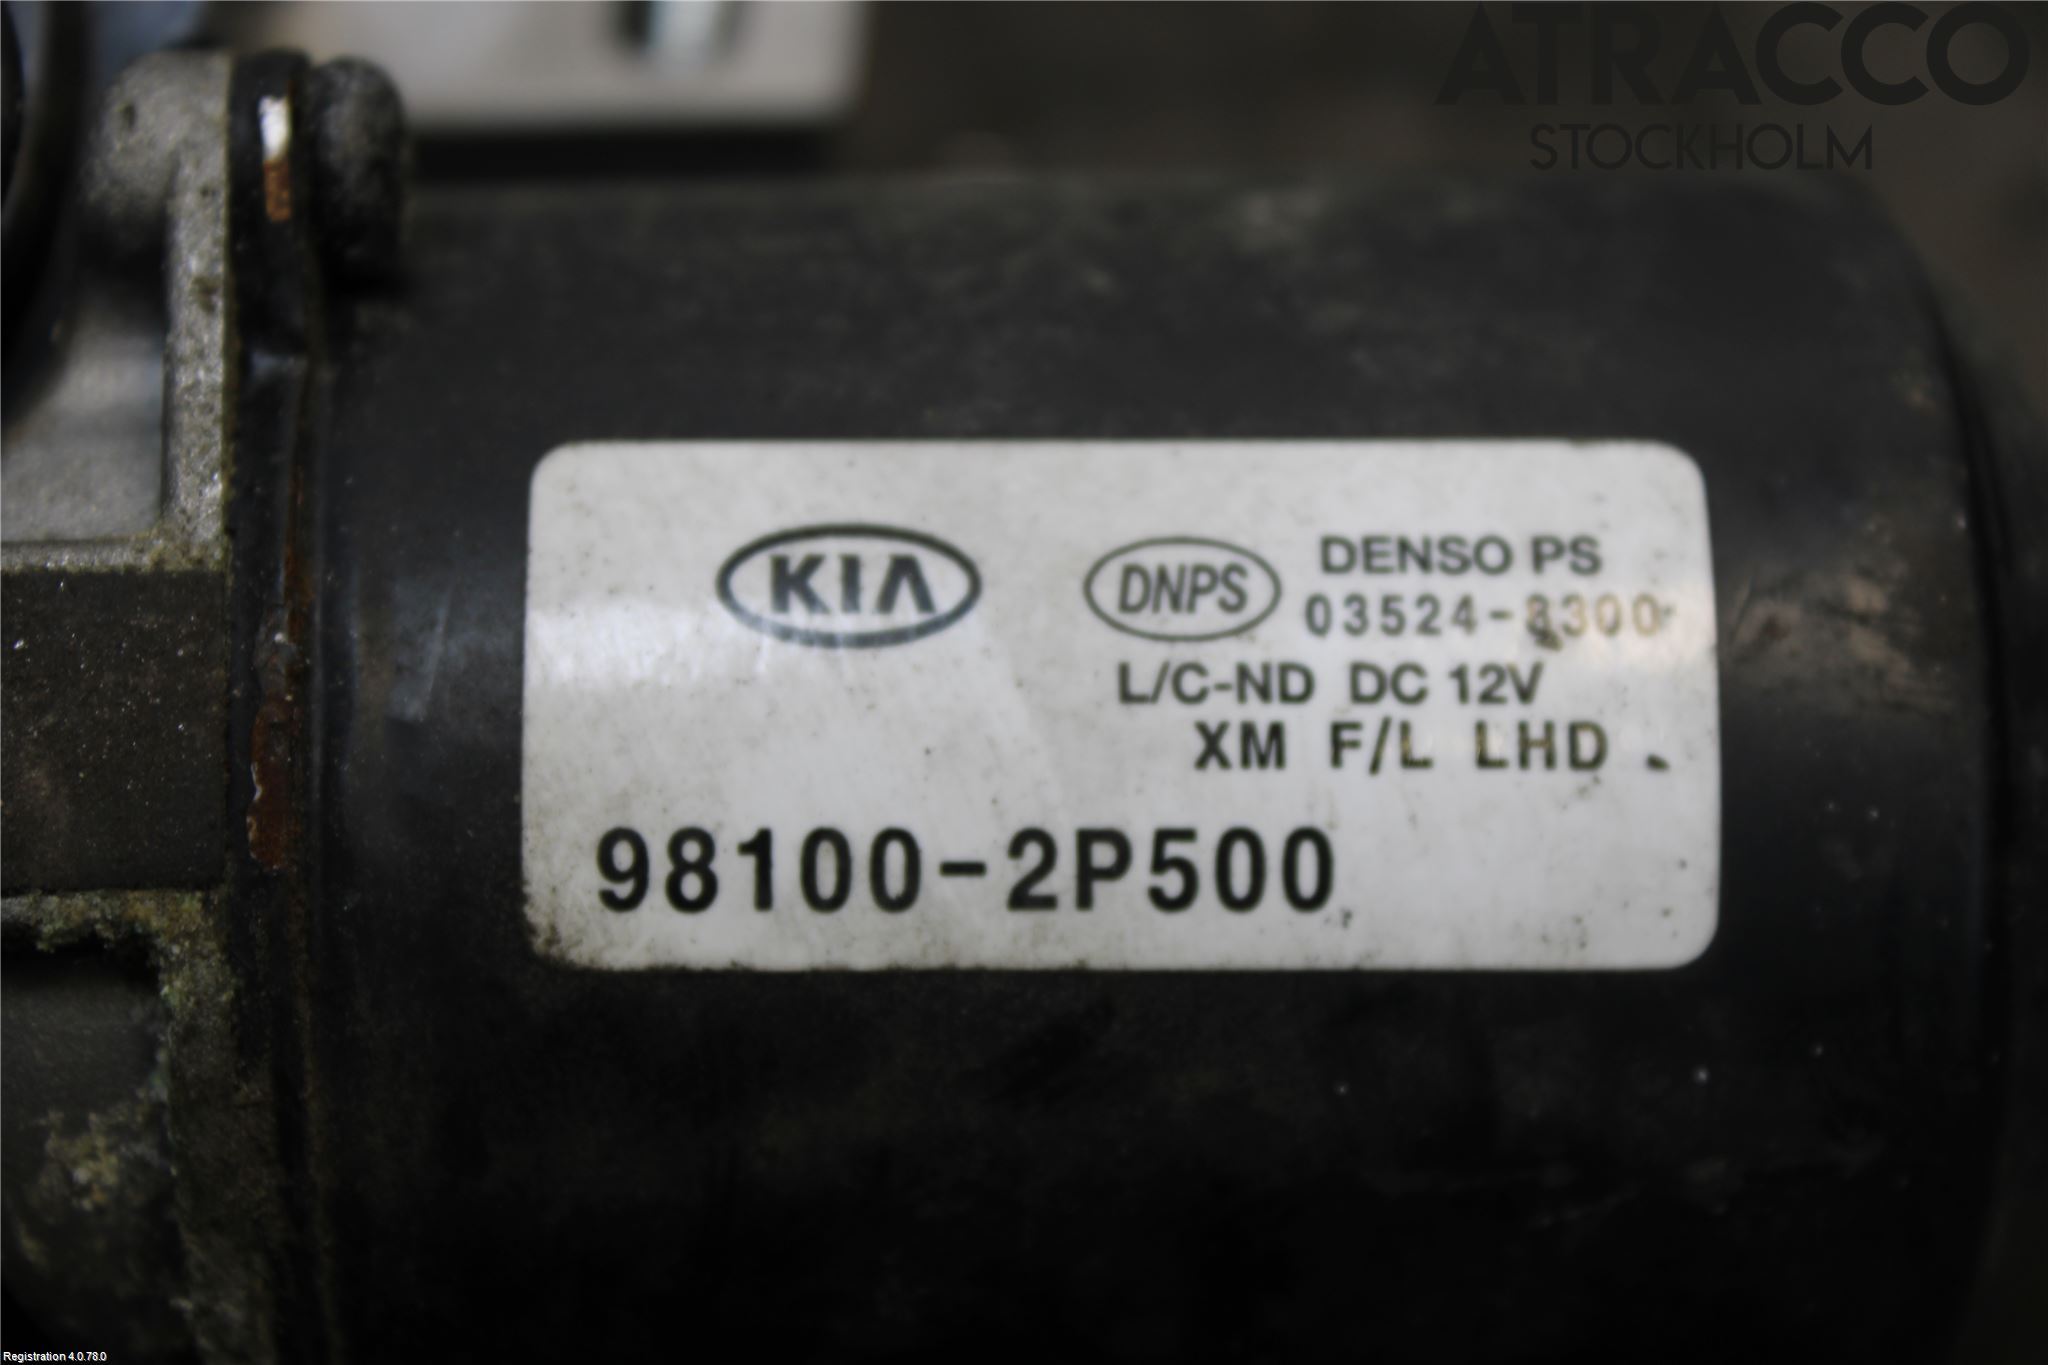 ATRACCO
STOCKHOLM
KIA
DNPS
DENSO PS
03524-8300
L/C-ND DC 12V
XM F/L LHD
98100-2P500
Registration 4.0.78.0